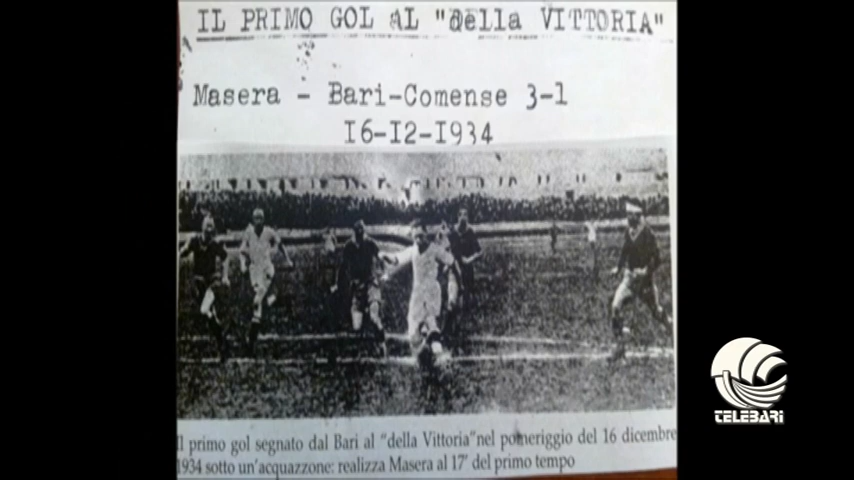 IL PRIMO GOL AL "della VITTORIA"
Masera - Bari-Comense 3-1
16-12-1934
Il primo gol segnato dal Bari al "della Vittoria"nel pomeriggio del 16 dicembre
1934 sotto un'acquazzone: realizza Masera al 17' del primo tempo
TELEBARI